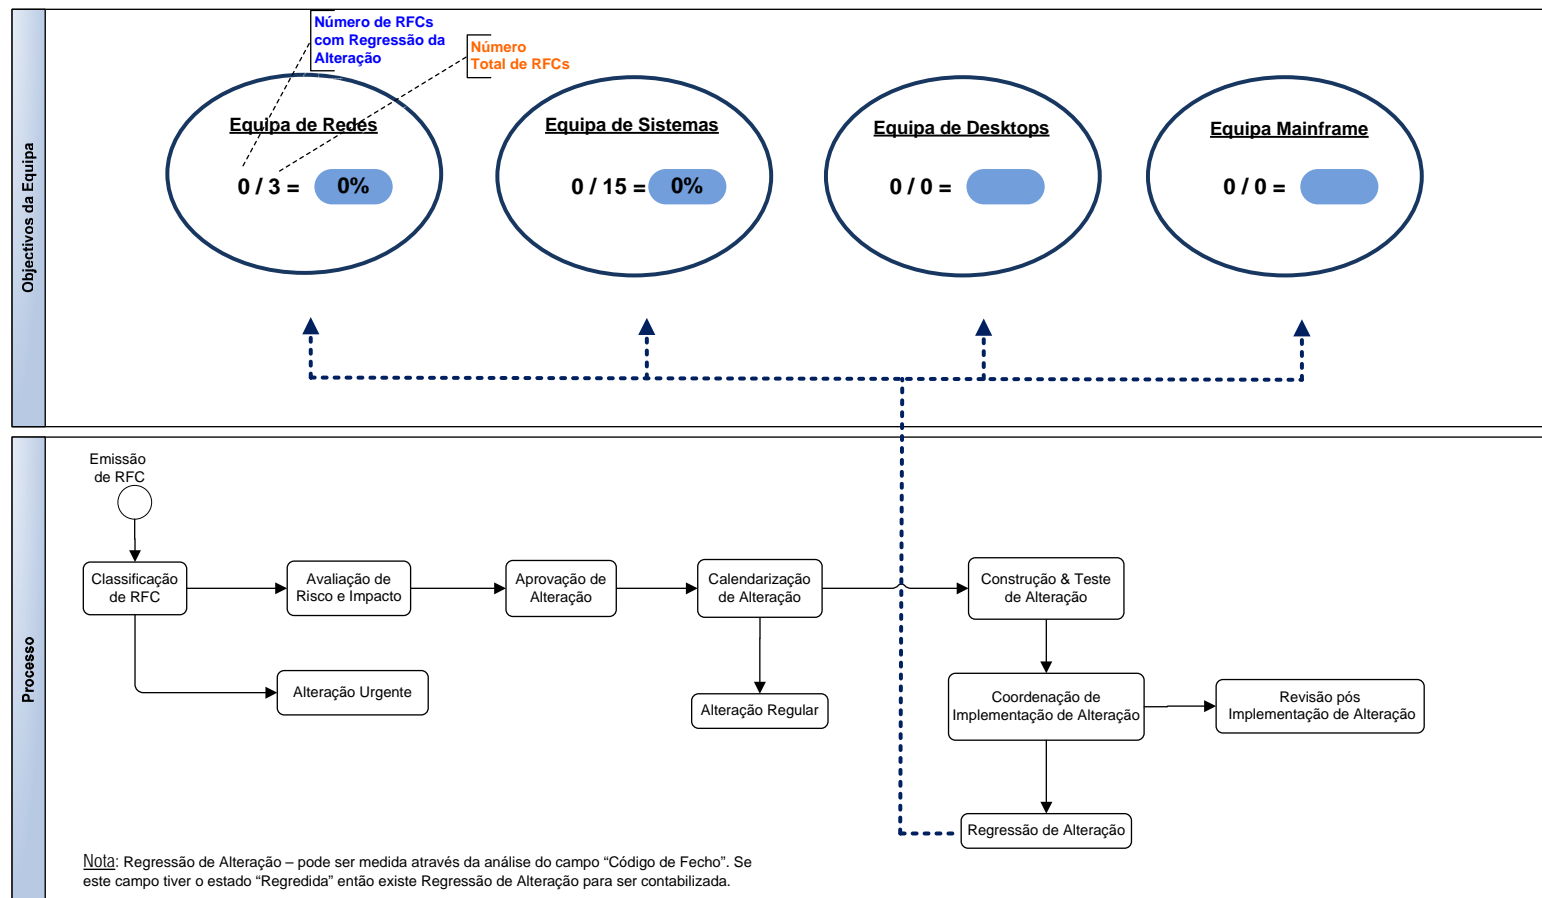 Objectivos da Equipa
Número de RFCs
com Regressão da
Alteração
Número
Total de RFCs
Equipa de Redes
0 / 3 = 0%
Equipa de Sistemas
0 / 15 = 0%
Equipa de Desktops
0 / 0 =
Equipa Mainframe
0 / 0 =
Processo
Emissão
de RFC
Classificação
de RFC
Avaliação de
Risco e Impacto
Aprovação de
Alteração
Calendarização
de Alteração
Construção & Teste
de Alteração
Alteração Urgente
Alteração Regular
Coordenação de
Implementação de Alteração
Revisão pós
Implementação de Alteração
Regressão de Alteração
Nota: Regressão de Alteração – pode ser medida através da análise do campo “Código de Fecho”. Se
este campo tiver o estado “Regredida” então existe Regressão de Alteração para ser contabilizada.